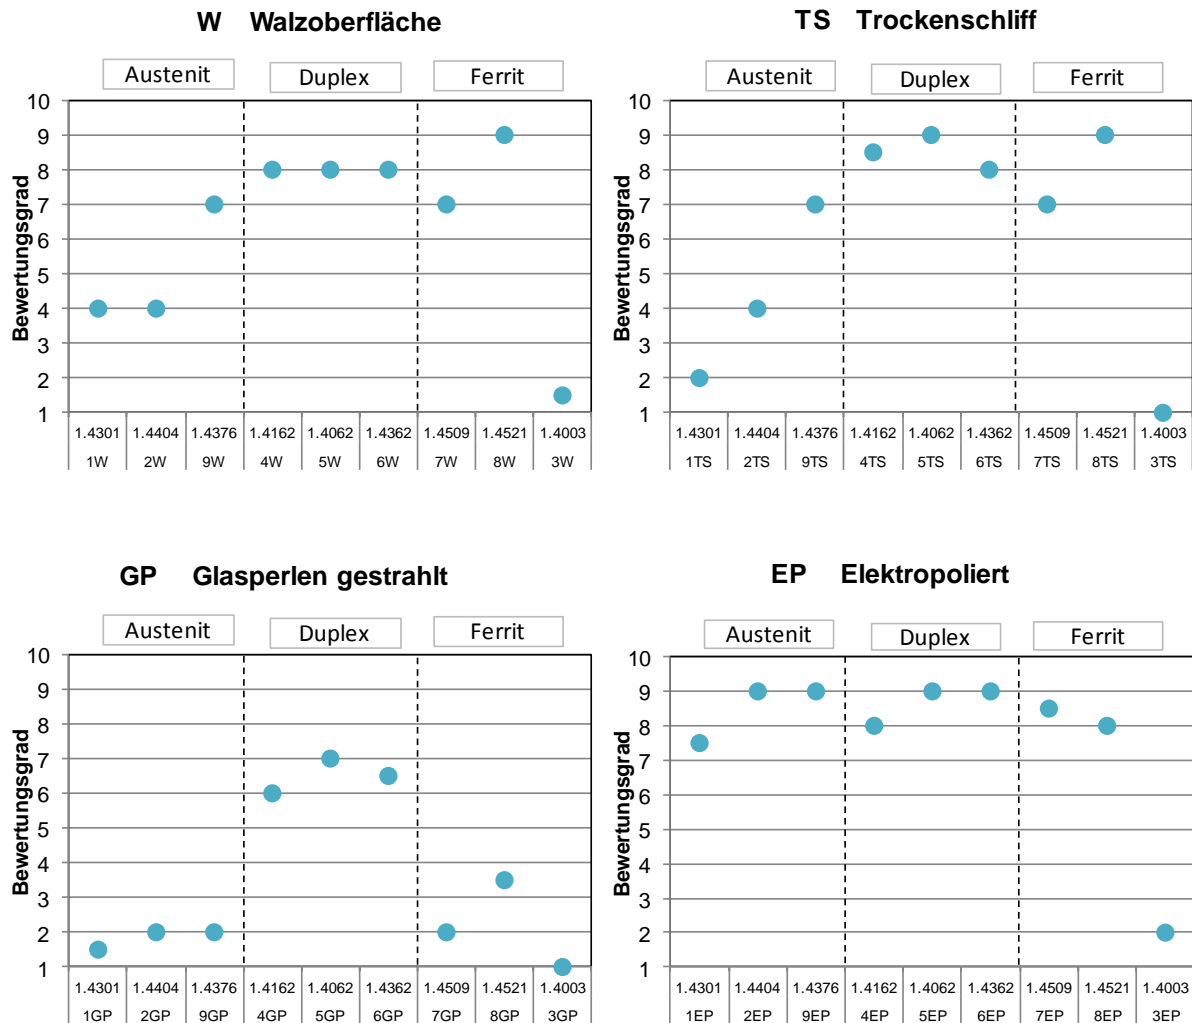 W Walzoberfläche
Austenit Duplex Ferrit
Bewertungsgrad
10
9
8
7
6
5
4
3
2
1
1.4301 1.4404 1.4376 1.4162 1.4062 1.4362 1.4509 1.4521 1.4003
1W 2W 9W 4W 5W 6W 7W 8W 3W
TS Trockenschliff
Austenit Duplex Ferrit
Bewertungsgrad
10
9
8
7
6
5
4
3
2
1
1.4301 1.4404 1.4376 1.4162 1.4062 1.4362 1.4509 1.4521 1.4003
1TS 2TS 9TS 4TS 5TS 6TS 7TS 8TS 3TS
GP Glasperlen gestrahlt
Austenit Duplex Ferrit
Bewertungsgrad
10
9
8
7
6
5
4
3
2
1
1.4301 1.4404 1.4376 1.4162 1.4062 1.4362 1.4509 1.4521 1.4003
1GP 2GP 9GP 4GP 5GP 6GP 7GP 8GP 3GP
EP Elektropoliert
Austenit Duplex Ferrit
Bewertungsgrad
10
9
8
7
6
5
4
3
2
1
1.4301 1.4404 1.4376 1.4162 1.4062 1.4362 1.4509 1.4521 1.4003
1EP 2EP 9EP 4EP 5EP 6EP 7EP 8EP 3EP